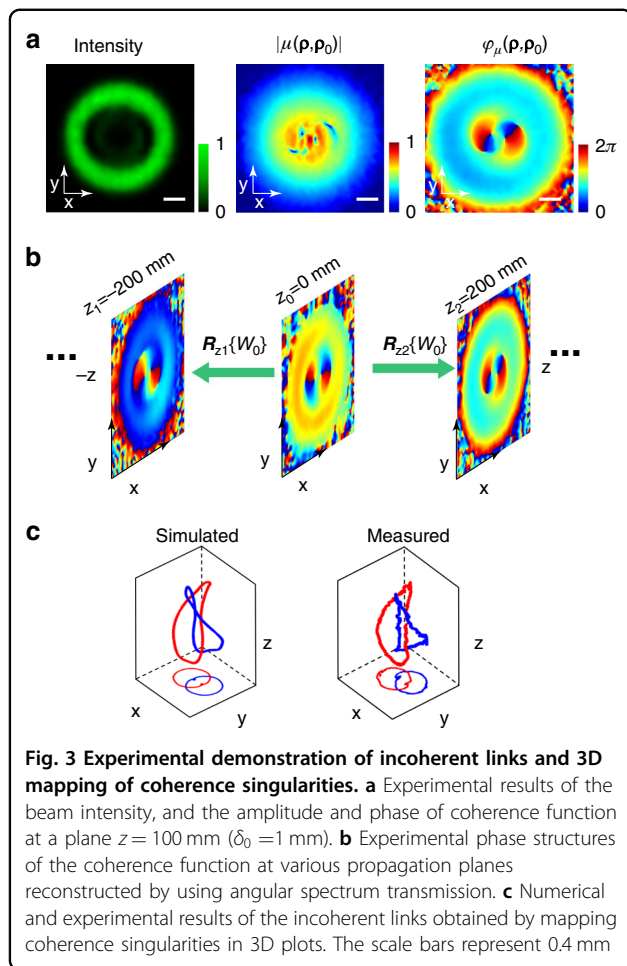 a
Intensity
|μ(ρ,ρ₀)|
φμ(ρ,ρ₀)
y
x
1
0
y
x
1
0
y
x
2π
0
b
z₁=−200 mm
z₀=0 mm
z₂=200 mm
...
−z
R_z1{W₀}
R_z2{W₀}
z
...
y
x
y
x
y
x
c
Simulated
Measured
z
x
y
z
x
y
Fig. 3 Experimental demonstration of incoherent links and 3D
mapping of coherence singularities. a Experimental results of the
beam intensity, and the amplitude and phase of coherence function
at a plane z = 100 mm (δ₀ =1 mm). b Experimental phase structures
of the coherence function at various propagation planes
reconstructed by using angular spectrum transmission. c Numerical
and experimental results of the incoherent links obtained by mapping
coherence singularities in 3D plots. The scale bars represent 0.4 mm